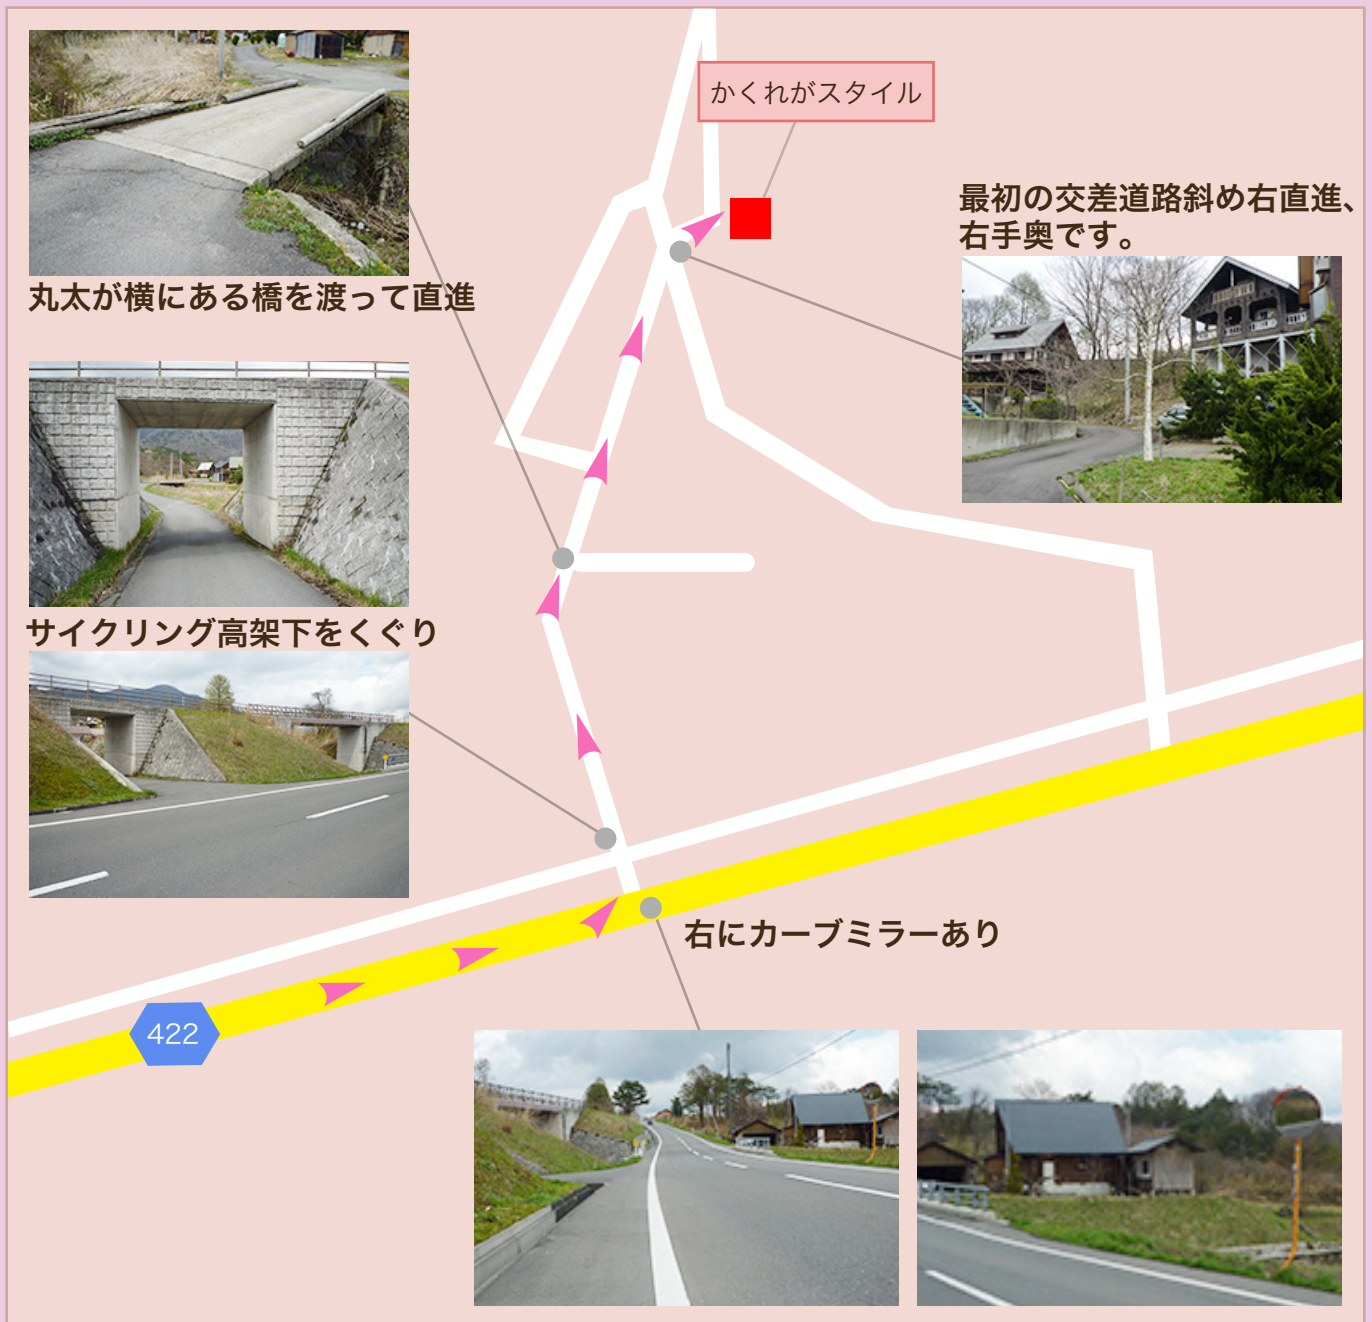 かくれがスタイル
最初の交差道路斜め右直進、
右手奥です。
丸太が横にある橋を渡って直進
サイクリング高架下をくぐり
右にカーブミラーあり
422